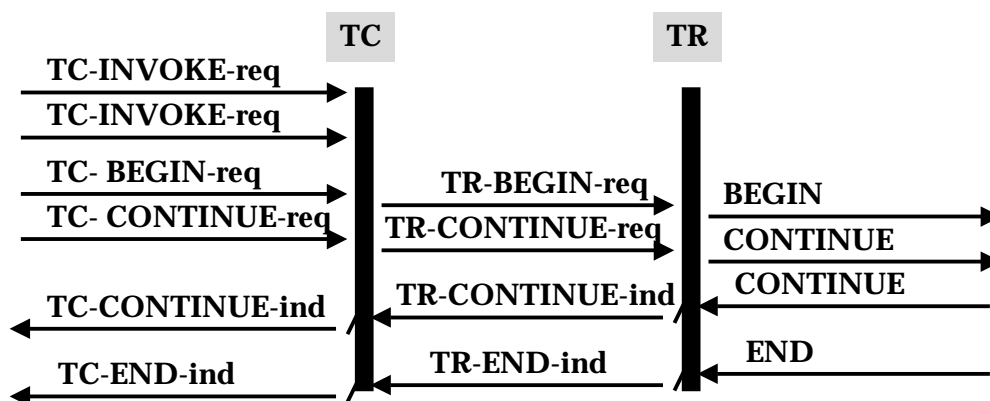 TC
TR
TC-INVOKE-req
TC-INVOKE-req
TC- BEGIN-req
TR-BEGIN-req
BEGIN
TC- CONTINUE-req
TR-CONTINUE-req
CONTINUE
TC-CONTINUE-ind
TR-CONTINUE-ind
CONTINUE
TC-END-ind
TR-END-ind
END